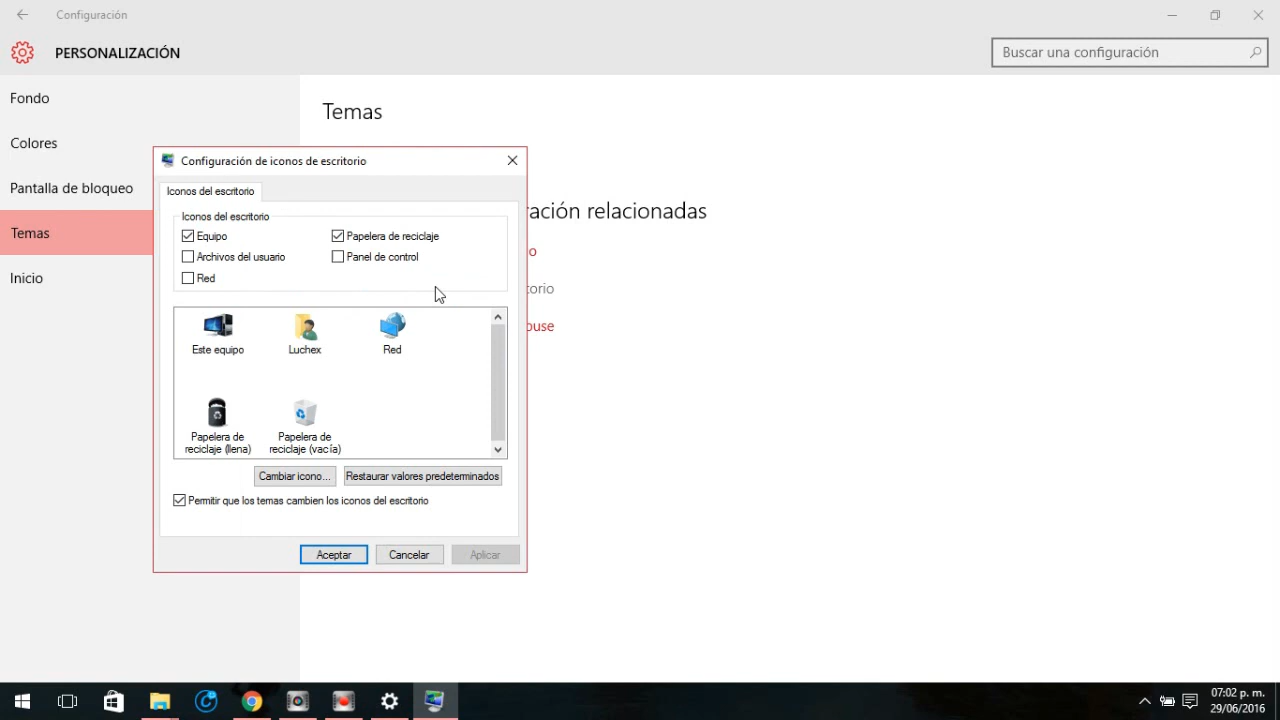 Configuración
PERSONALIZACIÓN
Buscar una configuración
Fondo
Colores
Pantalla de bloqueo
Temas
Inicio
Temas
ración relacionadas
o
torio
ouse
Configuración de iconos de escritorio
Iconos del escritorio
Iconos del escritorio
Equipo
Papelera de reciclaje
Archivos del usuario
Panel de control
Red
Este equipo
Luchex
Red
Papelera de
reciclaje (llena)
Papelera de
reciclaje (vacía)
Cambiar icono...
Restaurar valores predeterminados
Permitir que los temas cambien los iconos del escritorio
Aceptar
Cancelar
Aplicar
07:02 p. m.
29/06/2016